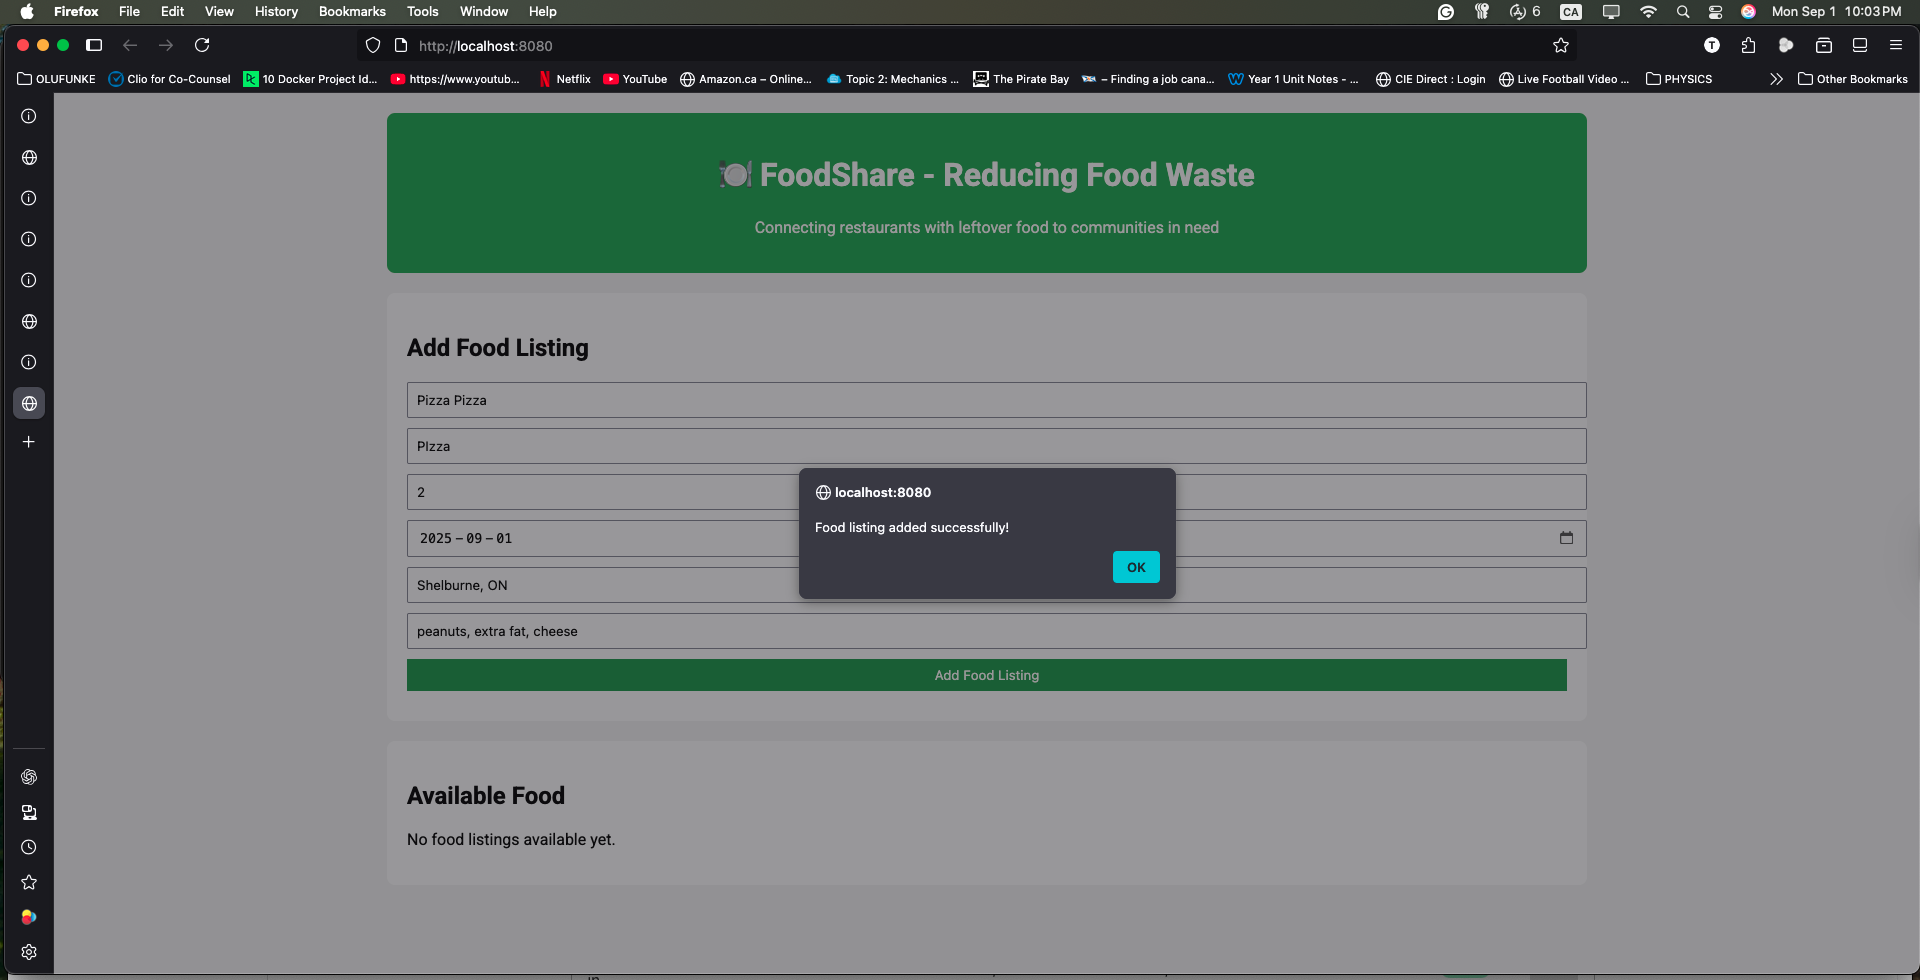 Firefox File Edit View History Bookmarks Tools Window Help 6 CA Mon Sep 1 10:03 PM
http://localhost:8080 T
OLUFUNKE Clio for Co-Counsel 10 Docker Project Id... https://www.youtub... Netflix YouTube Amazon.ca – Online... Topic 2: Mechanics ... The Pirate Bay – Finding a job cana... Year 1 Unit Notes - ... CIE Direct : Login Live Football Video ... PHYSICS Other Bookmarks
FoodShare - Reducing Food Waste
Connecting restaurants with leftover food to communities in need
Add Food Listing
Pizza Pizza
PIzza
2
2025-09-01
Shelburne, ON
peanuts, extra fat, cheese
Add Food Listing
localhost:8080
Food listing added successfully!
OK
Available Food
No food listings available yet.